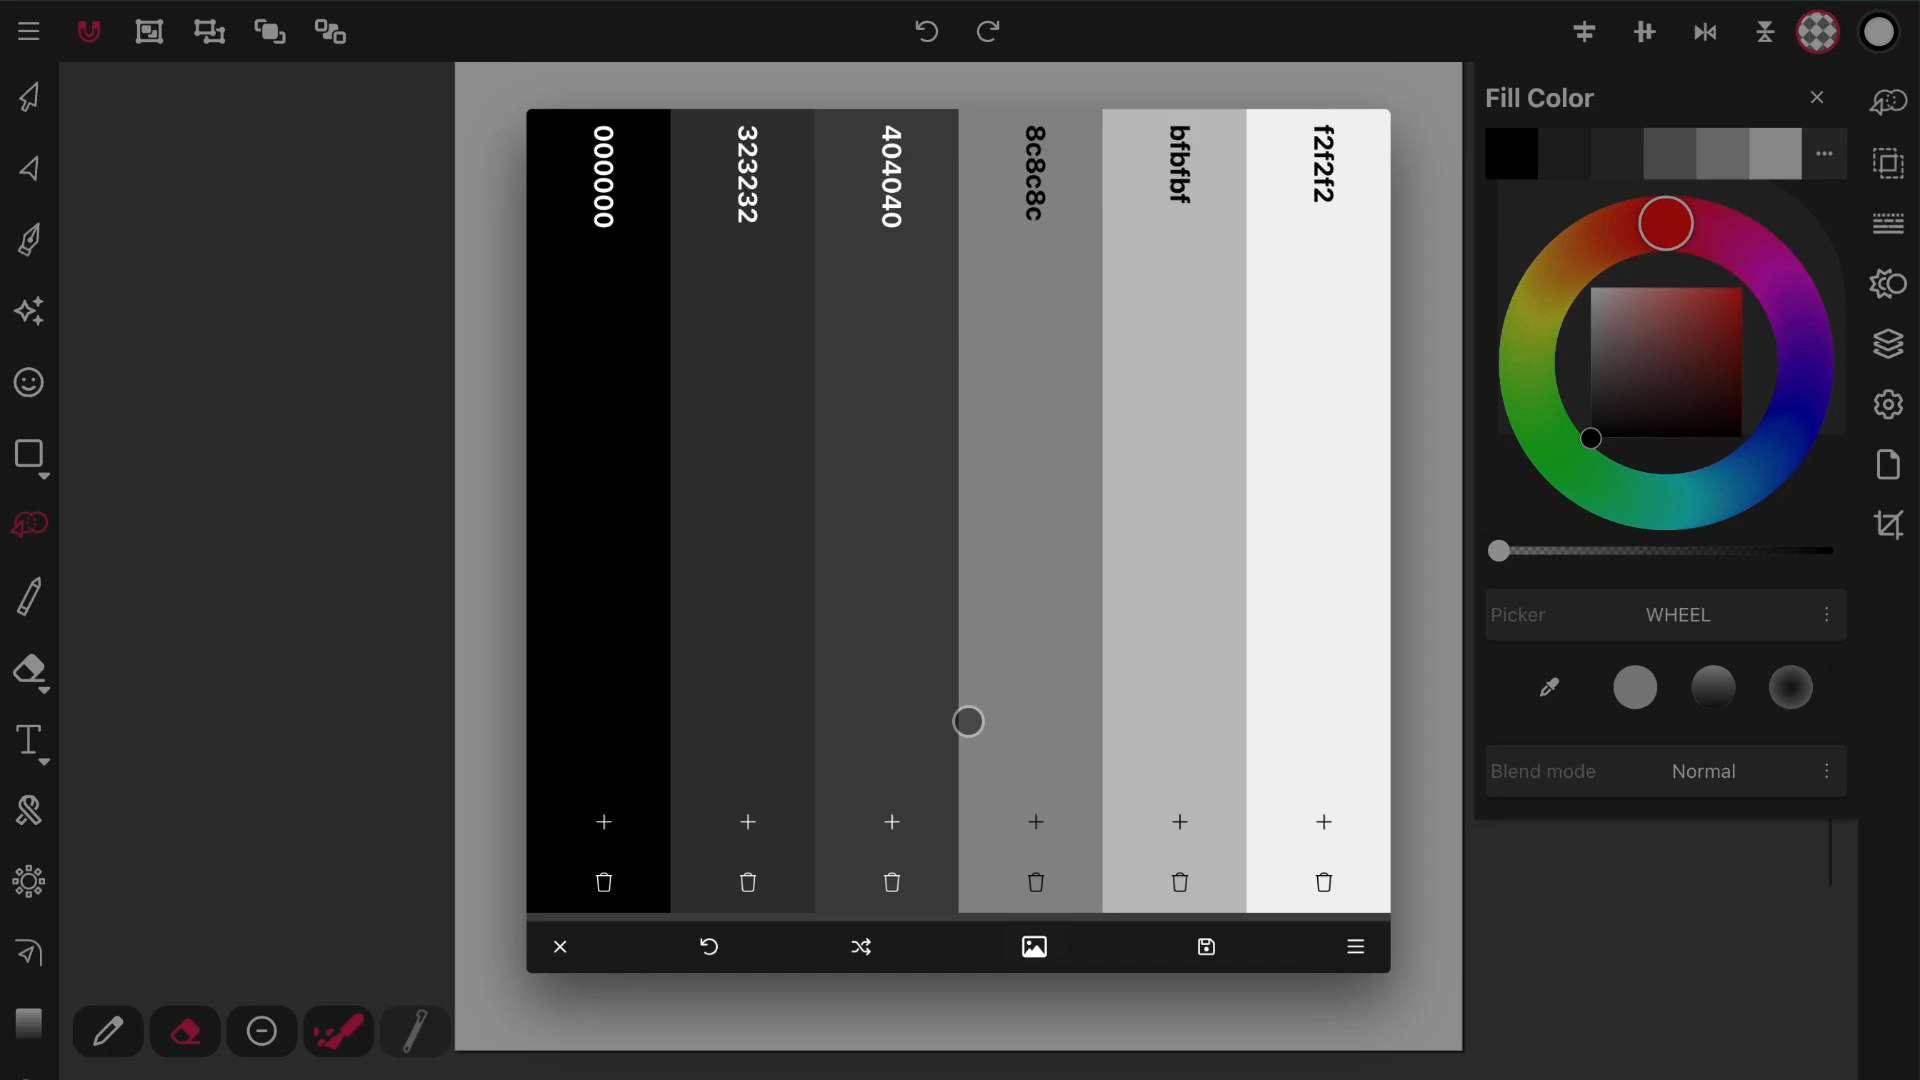 Fill Color
000000
323232
404040
8c8c8c
bfbfbf
f2f2f2
Picker
WHEEL
Blend mode
Normal